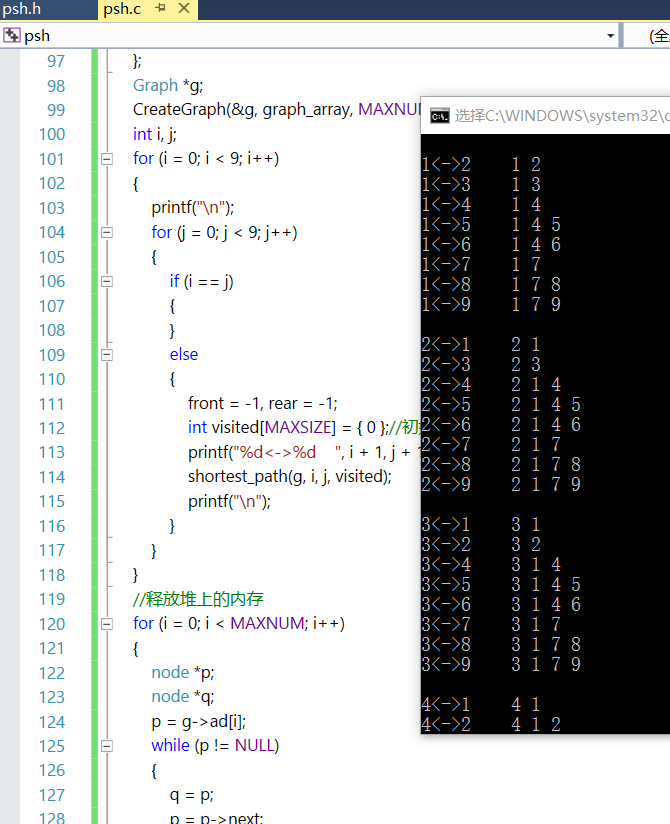 psh.h psh.c
psh (全
97 };
98 Graph *g;
99 CreateGraph(&g, graph_array, MAXNU
100 int i, j;
101 for (i = 0; i < 9; i++)
102 {
103 printf("\n");
104 for (j = 0; j < 9; j++)
105 {
106 if (i == j)
107 {
108 }
109 else
110 {
111 front = -1, rear = -1;
112 int visited[MAXSIZE] = { 0 };//初
113 printf("%d<->%d    ", i + 1, j +
114 shortest_path(g, i, j, visited);
115 printf("\n");
116 }
117 }
118 }
119 //释放堆上的内存
120 for (i = 0; i < MAXNUM; i++)
121 {
122 node *p;
123 node *q;
124 p = g->ad[i];
125 while (p != NULL)
126 {
127 q = p;
128 p = p->next;
选择C:\WINDOWS\system32\c
1<->2 1 2
1<->3 1 3
1<->4 1 4
1<->5 1 4 5
1<->6 1 4 6
1<->7 1 7
1<->8 1 7 8
1<->9 1 7 9
2<->1 2 1
2<->3 2 3
2<->4 2 1 4
2<->5 2 1 4 5
2<->6 2 1 4 6
2<->7 2 1 7
2<->8 2 1 7 8
2<->9 2 1 7 9
3<->1 3 1
3<->2 3 2
3<->4 3 1 4
3<->5 3 1 4 5
3<->6 3 1 4 6
3<->7 3 1 7
3<->8 3 1 7 8
3<->9 3 1 7 9
4<->1 4 1
4<->2 4 1 2